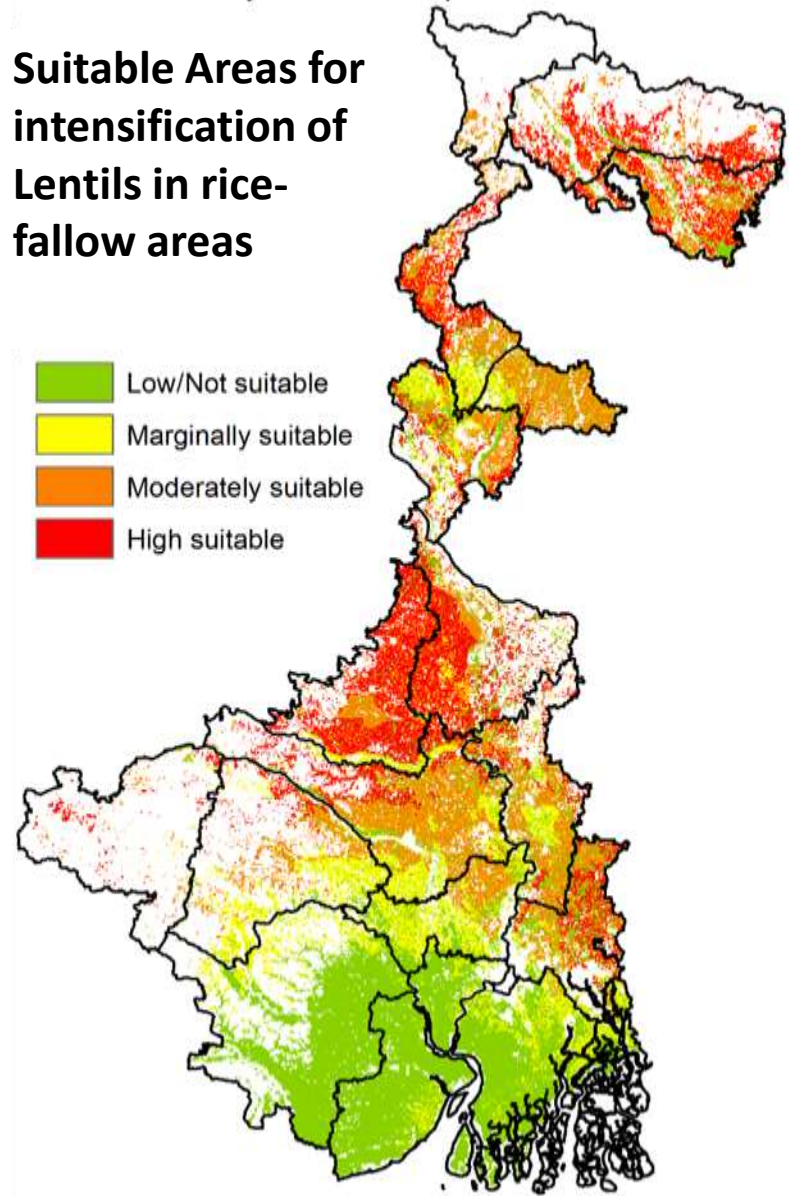 Suitable Areas for
intensification of
Lentils in rice-
fallow areas
Low/Not suitable
Marginally suitable
Moderately suitable
High suitable